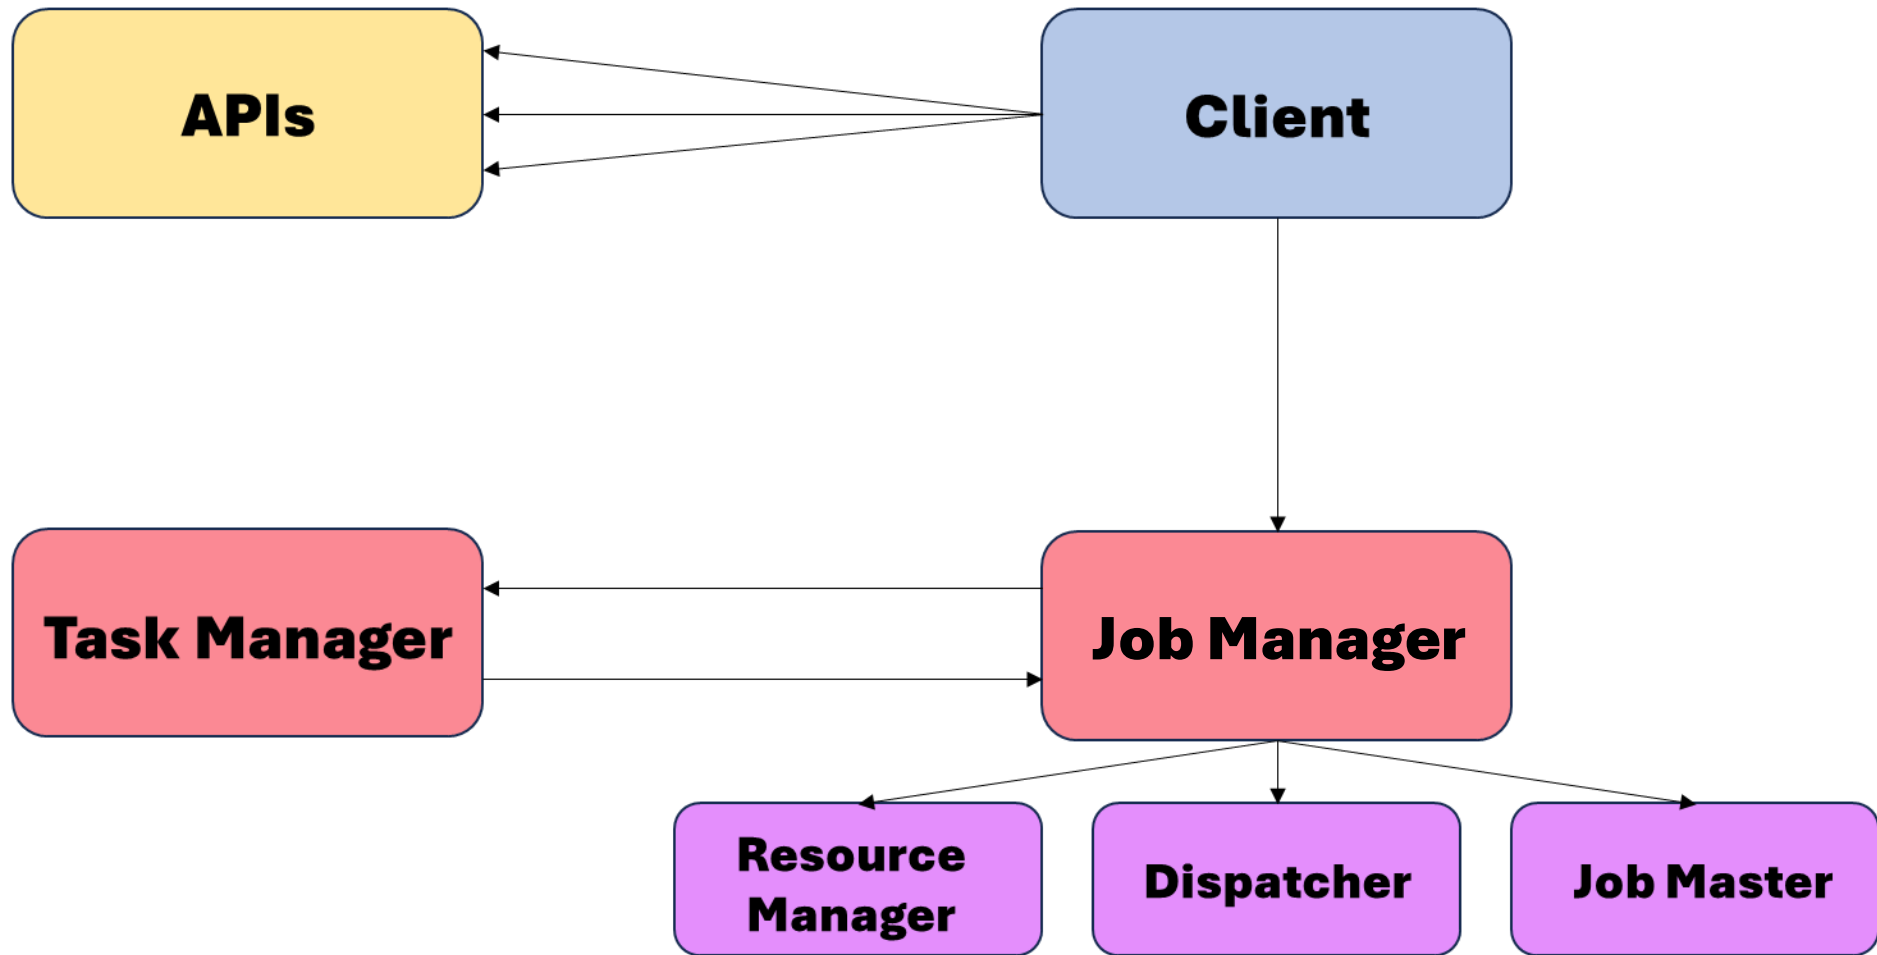 APIs
Client
Task Manager
Job Manager
Resource
Manager
Dispatcher
Job Master